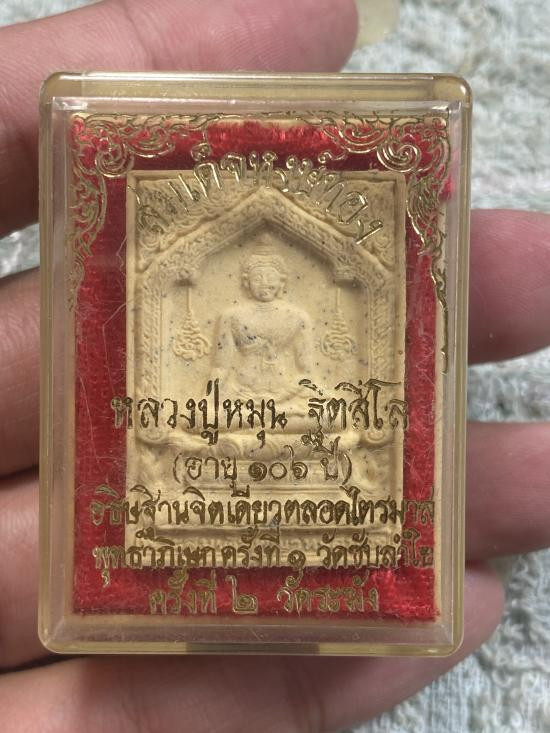 สมเด็จหมื่นทอง
หลวงปู่หมุน ฐิตสีโล
(อายุ ๑๐๖ ปี)
อธิษฐานจิตเดี่ยวตลอดไตรมาส
พุทธาภิเษกครั้งที่ ๑ วัดซับลำใย
ครั้งที่ ๒ วัดระฆัง